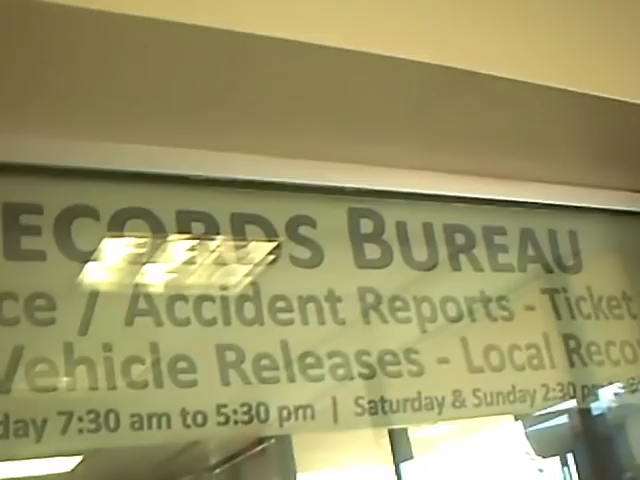 ECORDS BUREAU
ce / Accident Reports - Ticket
Vehicle Releases - Local Reco
day 7:30 am to 5:30 pm | Saturday & Sunday 2:30 pm